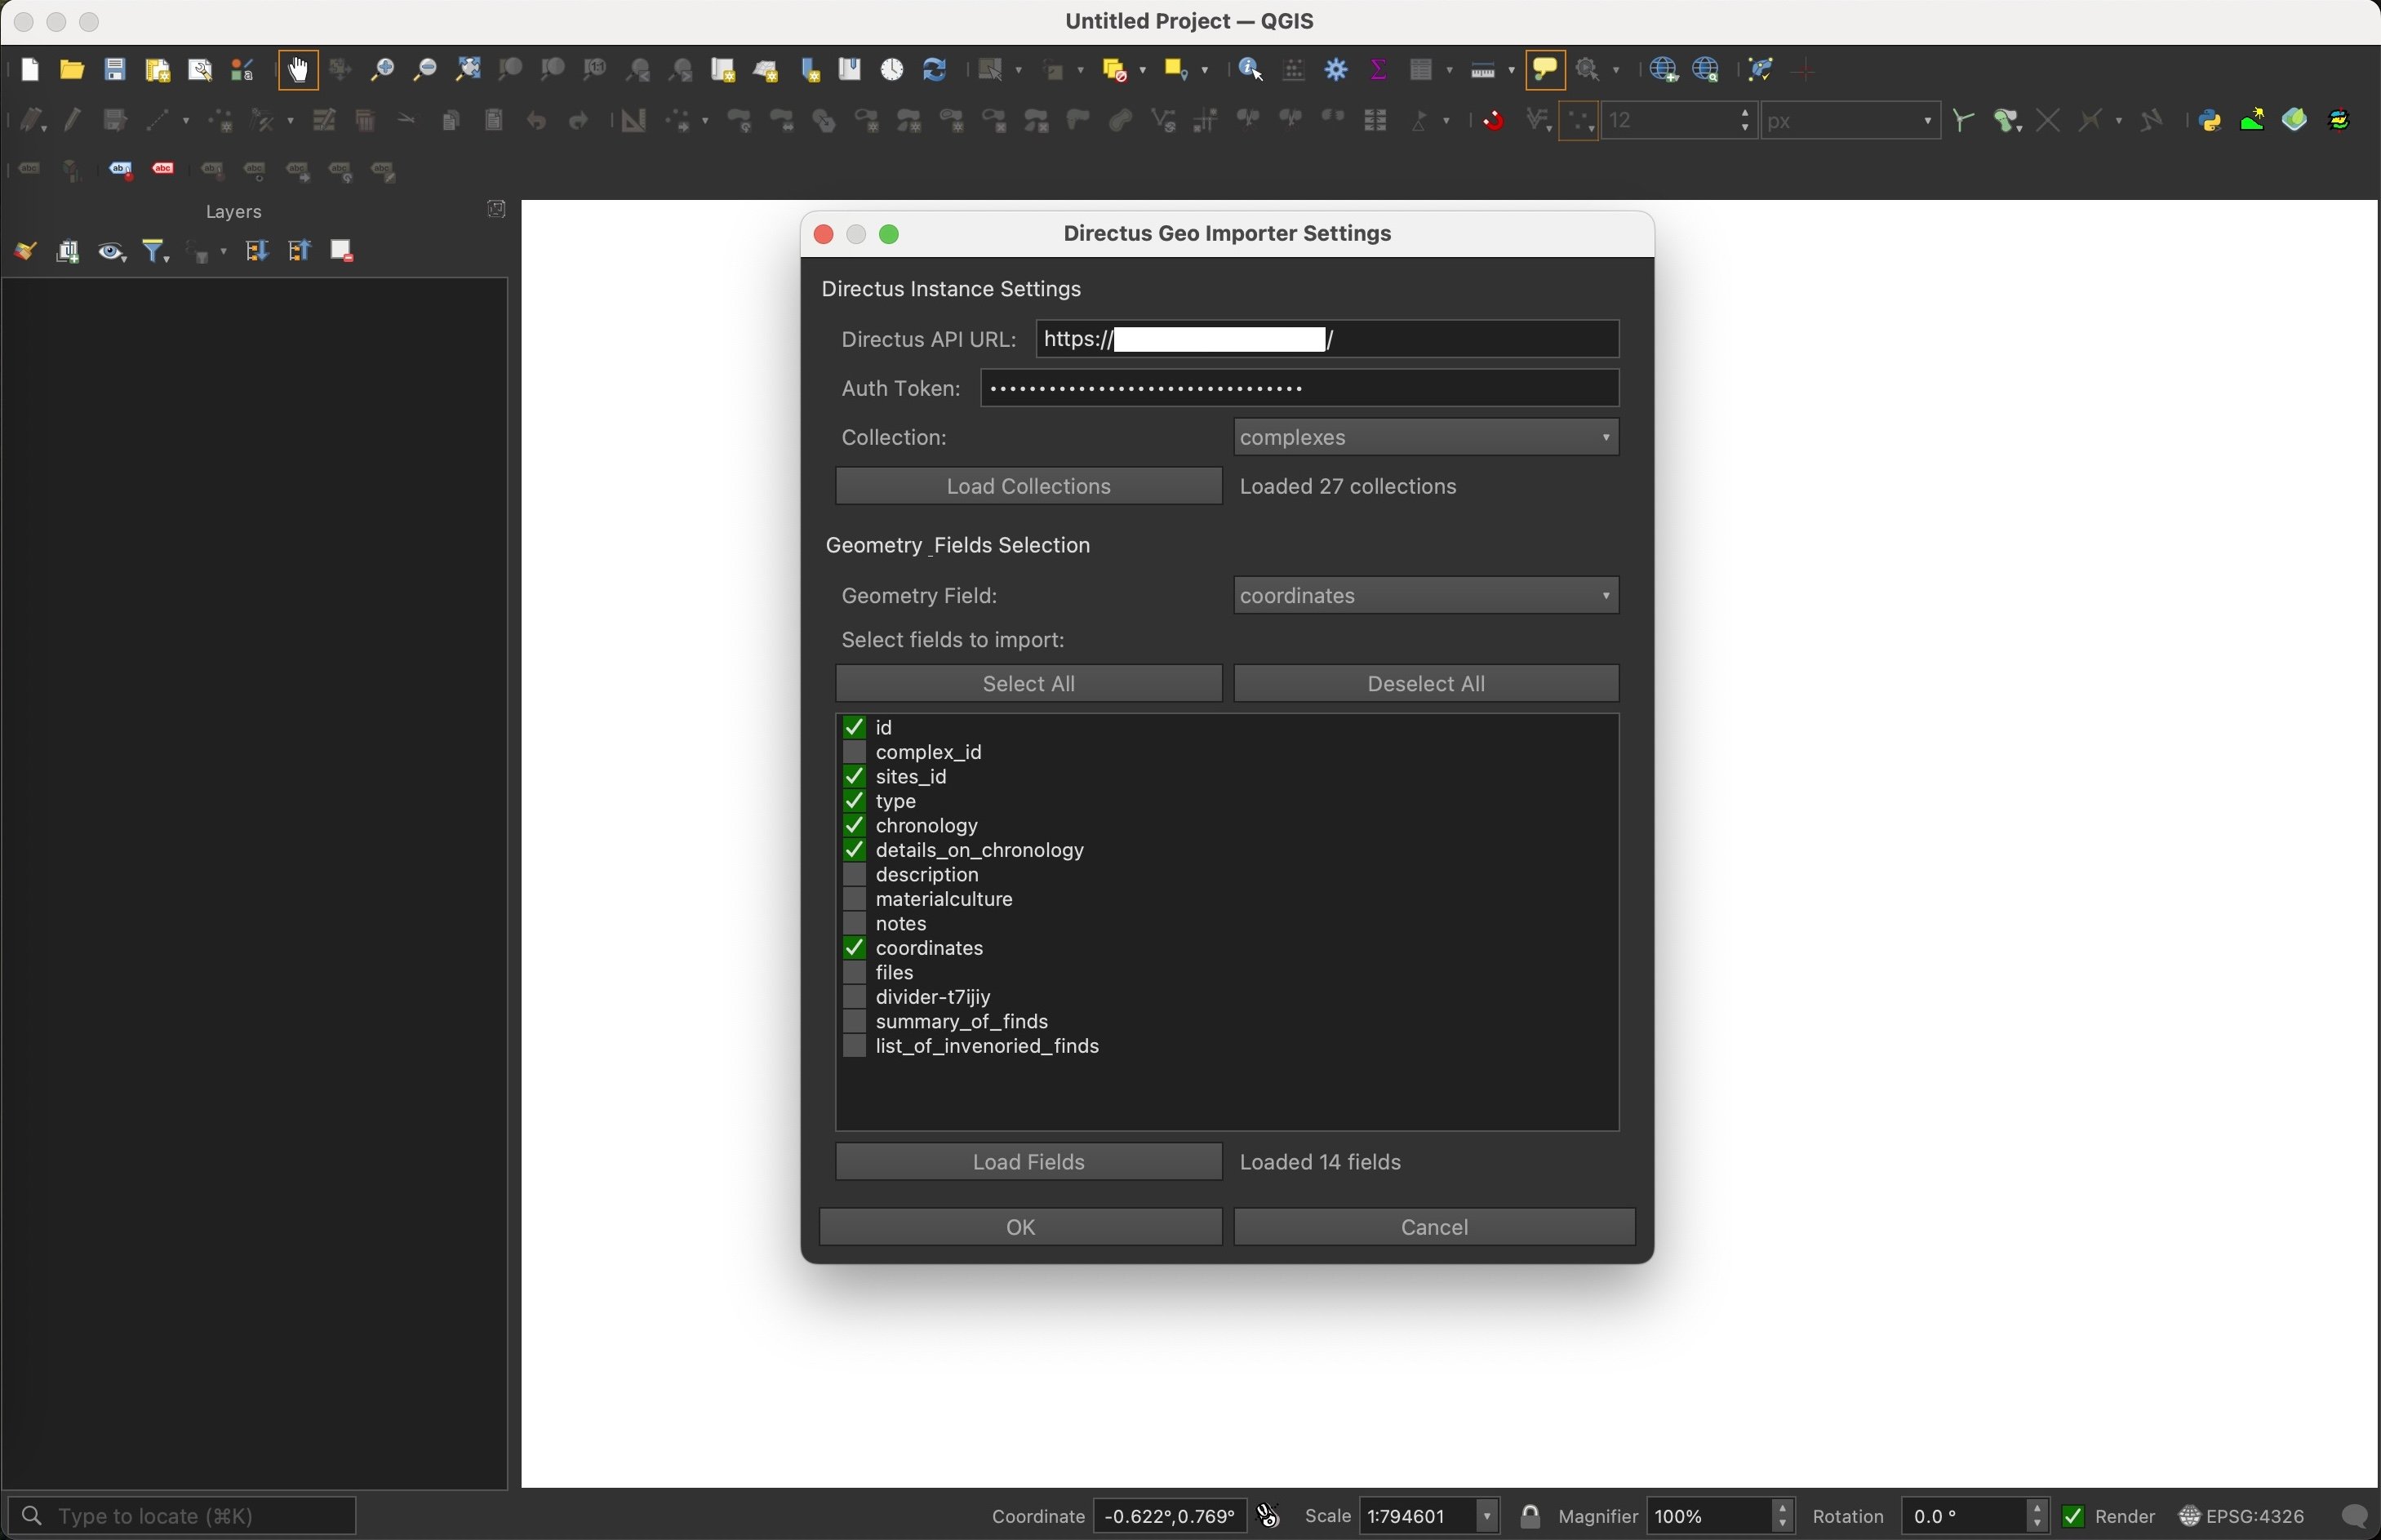 Untitled Project — QGIS
12
px
Layers
Directus Geo Importer Settings
Directus Instance Settings
Directus API URL: https:// /
Auth Token: ••••••••••••••••••••••••••••••••
Collection: complexes
Load Collections Loaded 27 collections
Geometry _Fields Selection
Geometry Field: coordinates
Select fields to import:
Select All Deselect All
id
complex_id
sites_id
type
chronology
details_on_chronology
description
materialculture
notes
coordinates
files
divider-t7ijiy
summary_of_finds
list_of_invenoried_finds
Load Fields Loaded 14 fields
OK Cancel
Type to locate (⌘K) Coordinate -0.622°,0.769° Scale 1:794601 Magnifier 100% Rotation 0.0 ° Render EPSG:4326